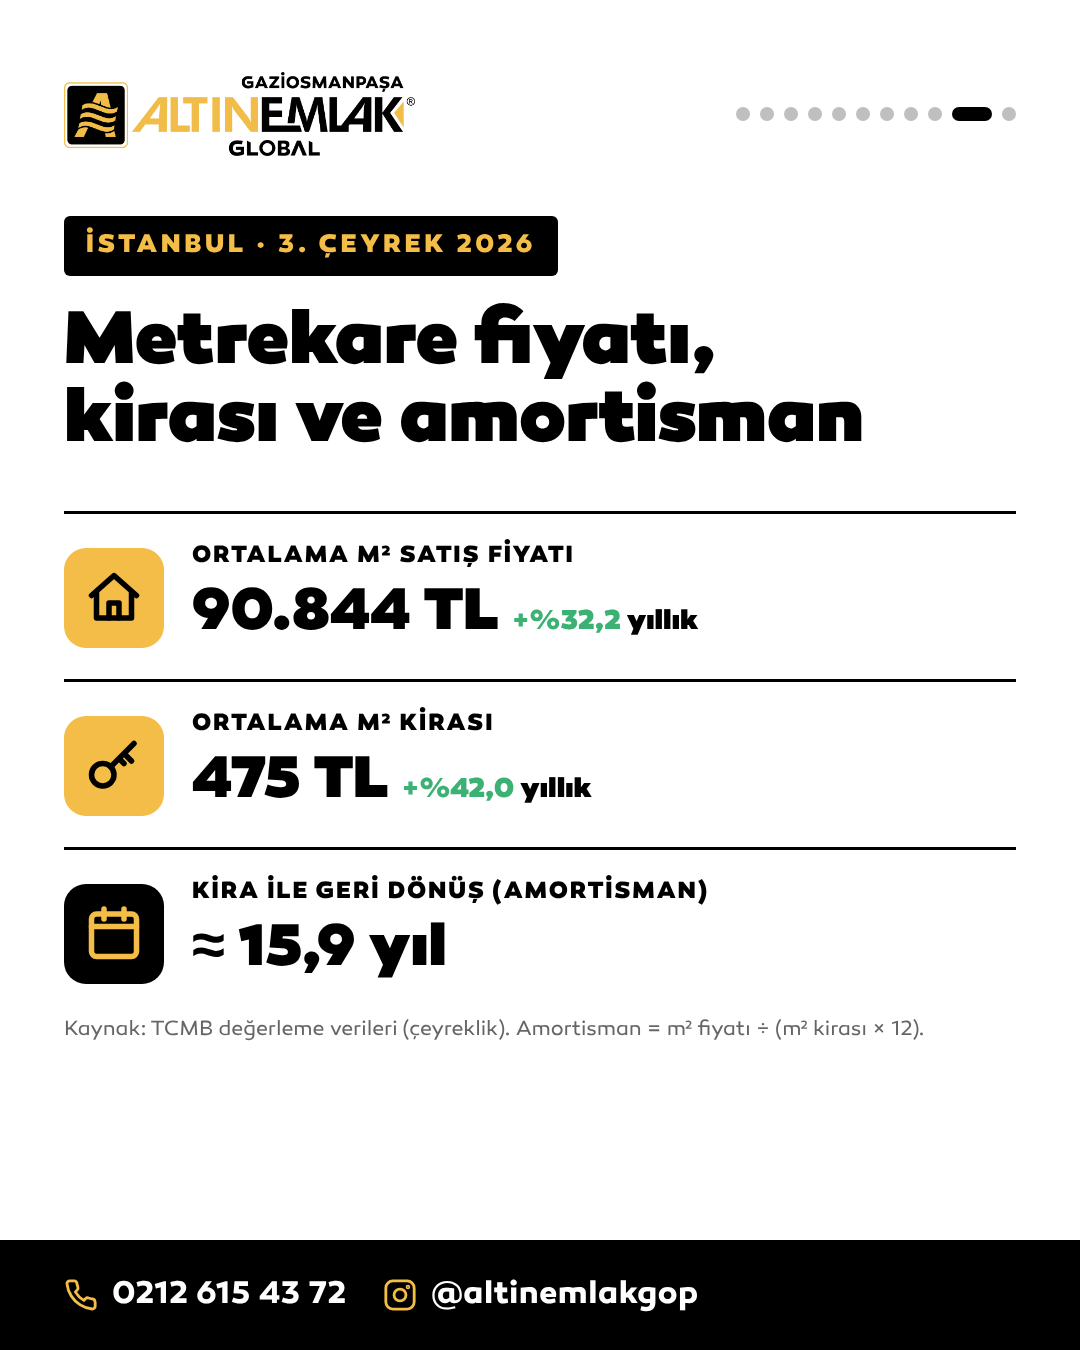 GAZİOSMANPAŞA
ALTINEMLAK®
GLOBAL
İSTANBUL · 3. ÇEYREK 2026
Metrekare fiyatı,
kirası ve amortisman
ORTALAMA M² SATIŞ FİYATI
90.844 TL +%32,2 yıllık
ORTALAMA M² KİRASI
475 TL +%42,0 yıllık
KİRA İLE GERİ DÖNÜŞ (AMORTİSMAN)
≈ 15,9 yıl
Kaynak: TCMB değerleme verileri (çeyreklik). Amortisman = m² fiyatı ÷ (m² kirası × 12).
0212 615 43 72 @altinemlakgop